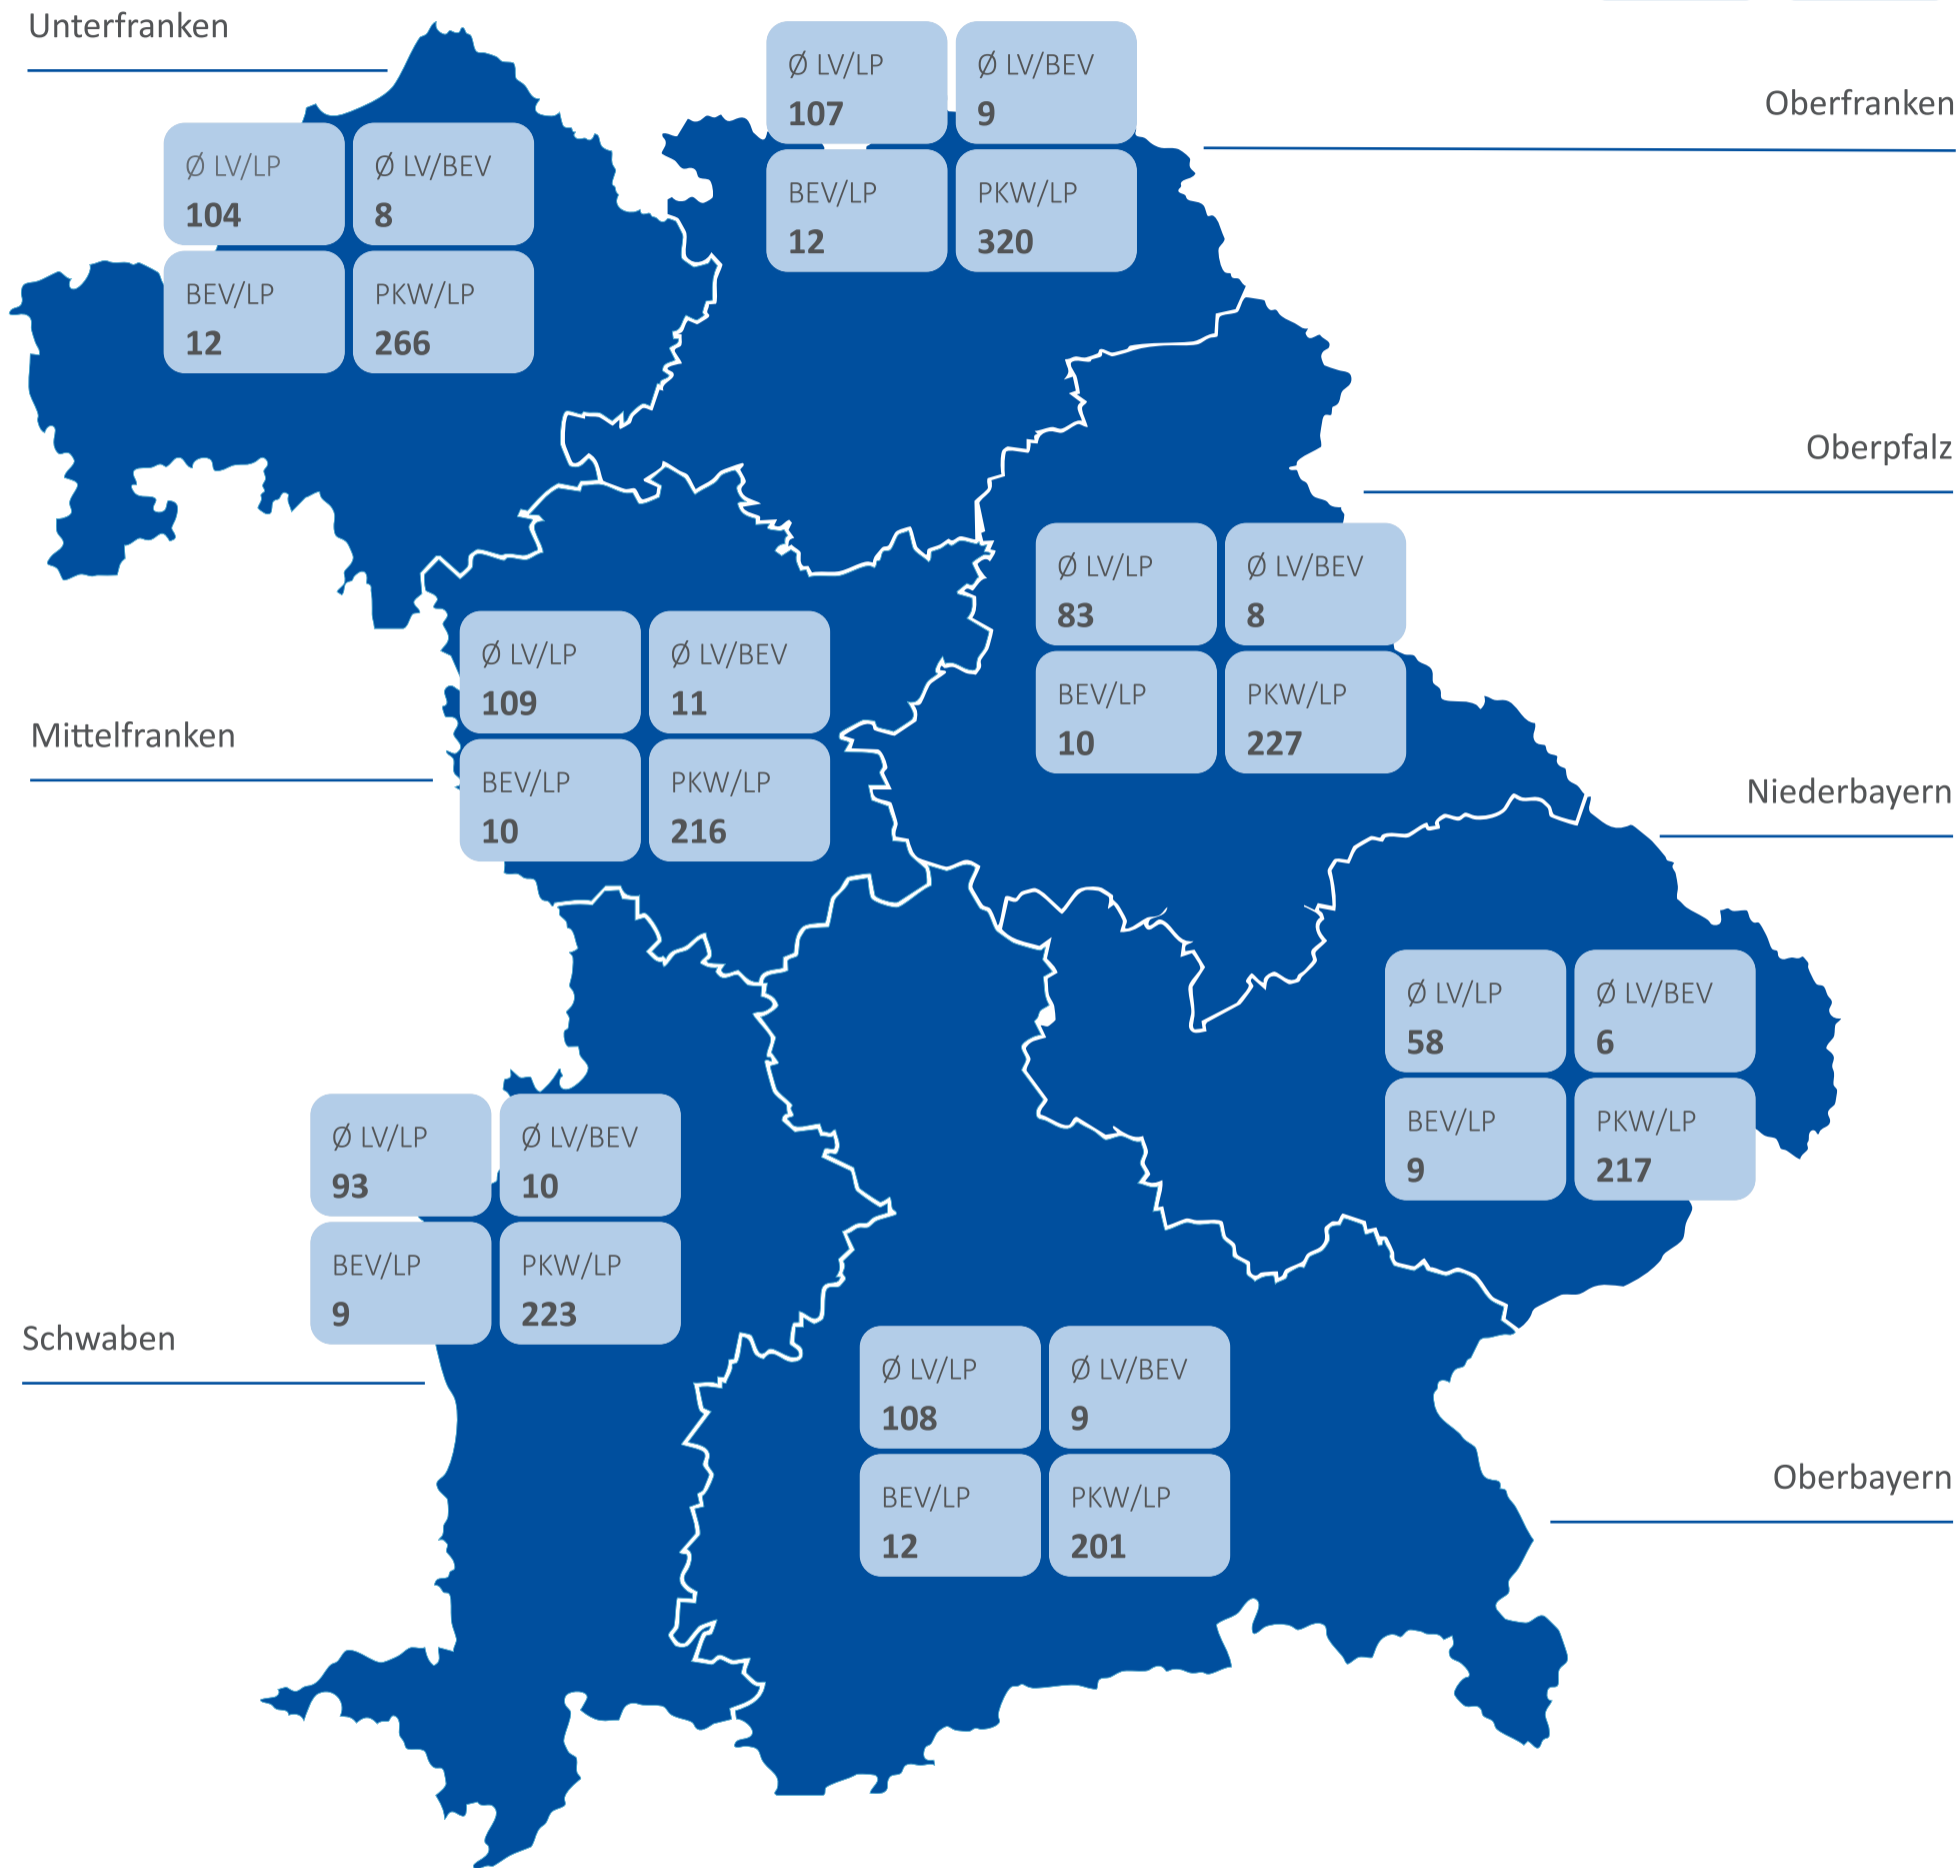 Unterfranken
Ø LV/LP
104
Ø LV/BEV
8
BEV/LP
12
PKW/LP
266
Oberfranken
Ø LV/LP
107
Ø LV/BEV
9
BEV/LP
12
PKW/LP
320
Oberpfalz
Ø LV/LP
83
Ø LV/BEV
8
BEV/LP
10
PKW/LP
227
Mittelfranken
Ø LV/LP
109
Ø LV/BEV
11
BEV/LP
10
PKW/LP
216
Niederbayern
Ø LV/LP
58
Ø LV/BEV
6
BEV/LP
9
PKW/LP
217
Schwaben
Ø LV/LP
93
Ø LV/BEV
10
BEV/LP
9
PKW/LP
223
Oberbayern
Ø LV/LP
108
Ø LV/BEV
9
BEV/LP
12
PKW/LP
201